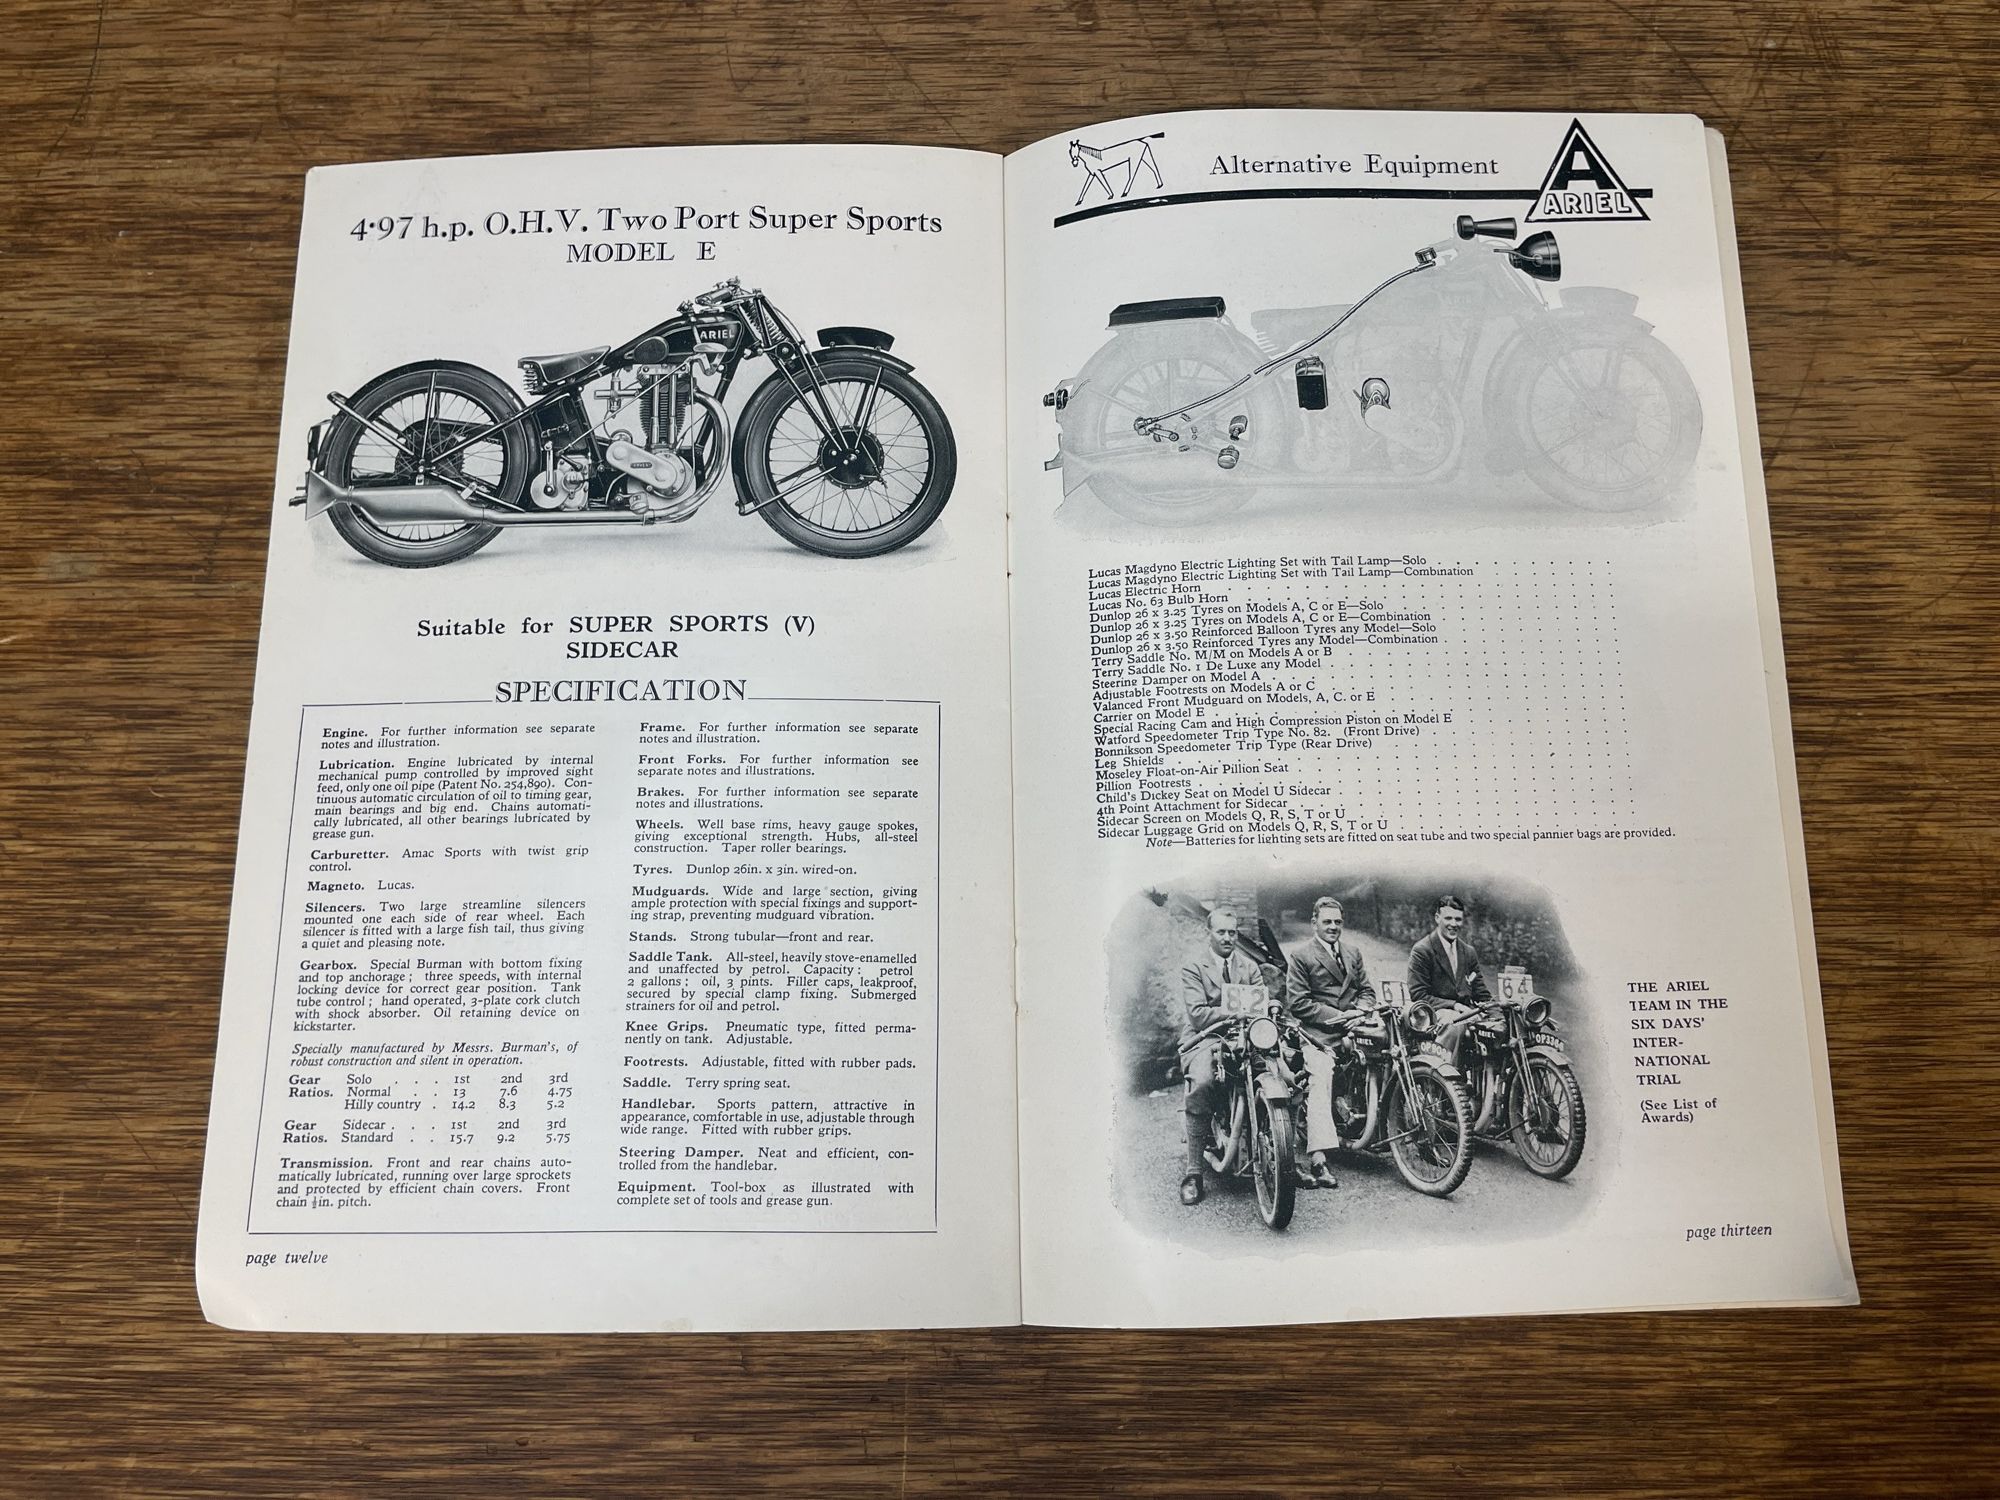 4·97 h.p. O.H.V. Two Port Super Sports
MODEL E
ARIEL
Suitable for SUPER SPORTS (V)
SIDECAR
SPECIFICATION
Engine. For further information see separate
notes and illustration.
Lubrication. Engine lubricated by internal
mechanical pump controlled by improved sight
feed, only one oil pipe (Patent No. 254,890). Con-
tinuous automatic circulation of oil to timing gear,
main bearings and big end. Chains automati-
cally lubricated, all other bearings lubricated by
grease gun.
Carburetter. Amac Sports with twist grip
control.
Magneto. Lucas.
Silencers. Two large streamline silencers
mounted one each side of rear wheel. Each
silencer is fitted with a large fish tail, thus giving
a quiet and pleasing note.
Gearbox. Special Burman with bottom fixing
and top anchorage; three speeds, with internal
locking device for correct gear position. Tank
tube control; hand operated, 3-plate cork clutch
with shock absorber. Oil retaining device on
kickstarter.
Specially manufactured by Messrs. Burman's, of
robust construction and silent in operation.
Gear Solo . . . 1st 2nd 3rd
Ratios. Normal . . 13 7.6 4.75
Hilly country . 14.2 8.3 5.2
Gear Sidecar . . . 1st 2nd 3rd
Ratios. Standard . . 15.7 9.2 5.75
Transmission. Front and rear chains auto-
matically lubricated, running over large sprockets
and protected by efficient chain covers. Front
chain ½in. pitch.
Frame. For further information see separate
notes and illustration.
Front Forks. For further information see
separate notes and illustrations.
Brakes. For further information see separate
notes and illustrations.
Wheels. Well base rims, heavy gauge spokes,
giving exceptional strength. Hubs, all-steel
construction. Taper roller bearings.
Tyres. Dunlop 26in. x 3in. wired-on.
Mudguards. Wide and large section, giving
ample protection with special fixings and support-
ing strap, preventing mudguard vibration.
Stands. Strong tubular—front and rear.
Saddle Tank. All-steel, heavily stove-enamelled
and unaffected by petrol. Capacity: petrol
2 gallons; oil, 3 pints. Filler caps, leakproof,
secured by special clamp fixing. Submerged
strainers for oil and petrol.
Knee Grips. Pneumatic type, fitted perma-
nently on tank. Adjustable.
Footrests. Adjustable, fitted with rubber pads.
Saddle. Terry spring seat.
Handlebar. Sports pattern, attractive in
appearance, comfortable in use, adjustable through
wide range. Fitted with rubber grips.
Steering Damper. Neat and efficient, con-
trolled from the handlebar.
Equipment. Tool-box as illustrated with
complete set of tools and grease gun.
page twelve
Alternative Equipment
A
ARIEL
Lucas Magdyno Electric Lighting Set with Tail Lamp—Solo
Lucas Magdyno Electric Lighting Set with Tail Lamp—Combination
Lucas Electric Horn
Lucas No. 63 Bulb Horn
Dunlop 26 x 3.25 Tyres on Models A, C or E—Solo
Dunlop 26 x 3.25 Tyres on Models A, C or E—Combination
Dunlop 26 x 3.50 Reinforced Balloon Tyres any Model—Solo
Dunlop 26 x 3.50 Reinforced Tyres any Model—Combination
Terry Saddle No. M/M on Models A or B
Terry Saddle No. 1 De Luxe any Model
Steering Damper on Model A
Adjustable Footrests on Models A or C
Valanced Front Mudguard on Models, A, C. or E
Carrier on Model E
Special Racing Cam and High Compression Piston on Model E
Watford Speedometer Trip Type No. 82. (Front Drive)
Bonnikson Speedometer Trip Type (Rear Drive)
Leg Shields
Moseley Float-on-Air Pillion Seat
Pillion Footrests
Child's Dickey Seat on Model U Sidecar
4th Point Attachment for Sidecar
Sidecar Screen on Models Q, R, S, T or U
Sidecar Luggage Grid on Models Q, R, S, T or U
Note—Batteries for lighting sets are fitted on seat tube and two special pannier bags are provided.
82
61
64
ARIEL
ARIEL
THE ARIEL
TEAM IN THE
SIX DAYS'
INTER-
NATIONAL
TRIAL
(See List of
Awards)
page thirteen